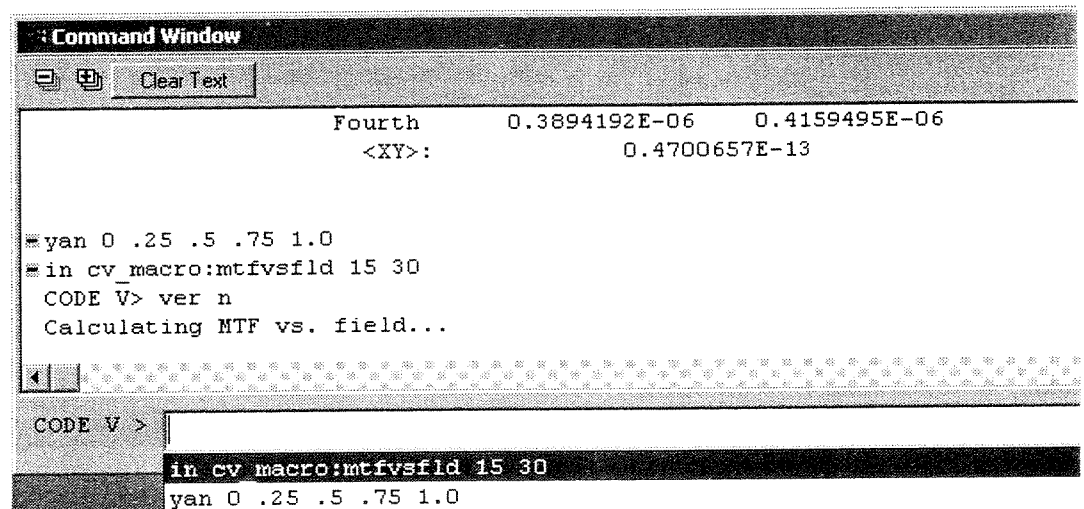 Command Window
Clear Text
Fourth 0.3894192E-06 0.4159495E-06
<XY>: 0.4700657E-13
yan 0 .25 .5 .75 1.0
in cv_macro:mtfvsfld 15 30
CODE V> ver n
Calculating MTF vs. field...
CODE V >
in cv_macro:mtfvsfld 15 30
yan 0 .25 .5 .75 1.0